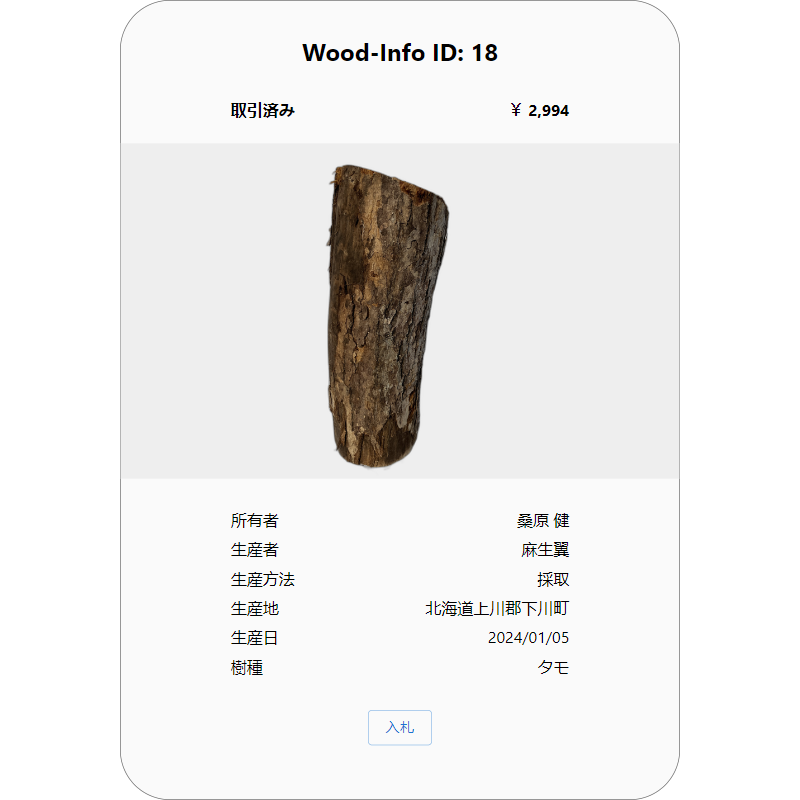 Wood-Info ID: 18
取引済み ¥ 2,994
所有者 桑原 健
生産者 麻生翼
生産方法 採取
生産地 北海道上川郡下川町
生産日 2024/01/05
樹種 タモ
入札